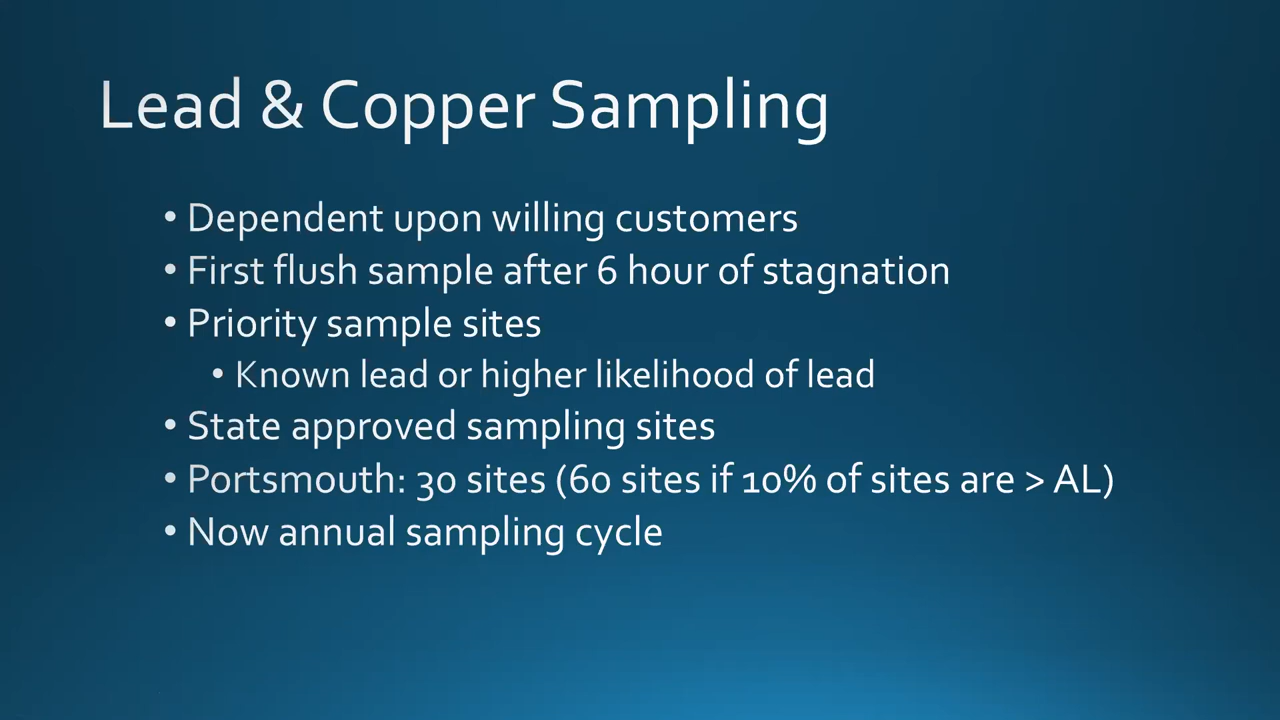 Lead & Copper Sampling
• Dependent upon willing customers
• First flush sample after 6 hour of stagnation
• Priority sample sites
• Known lead or higher likelihood of lead
• State approved sampling sites
• Portsmouth: 30 sites (60 sites if 10% of sites are > AL)
• Now annual sampling cycle